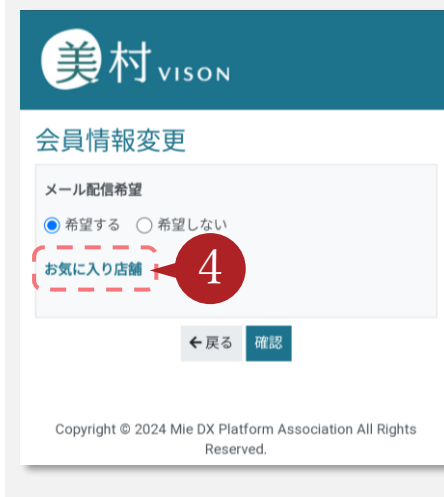 美村 VISON
会員情報変更
メール配信希望
希望する 希望しない
お気に入り店舗 4
←戻る 確認
Copyright © 2024 Mie DX Platform Association All Rights
Reserved.